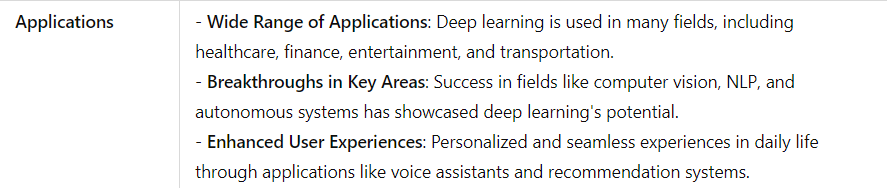 Applications
- Wide Range of Applications: Deep learning is used in many fields, including
healthcare, finance, entertainment, and transportation.
- Breakthroughs in Key Areas: Success in fields like computer vision, NLP, and
autonomous systems has showcased deep learning's potential.
- Enhanced User Experiences: Personalized and seamless experiences in daily life
through applications like voice assistants and recommendation systems.